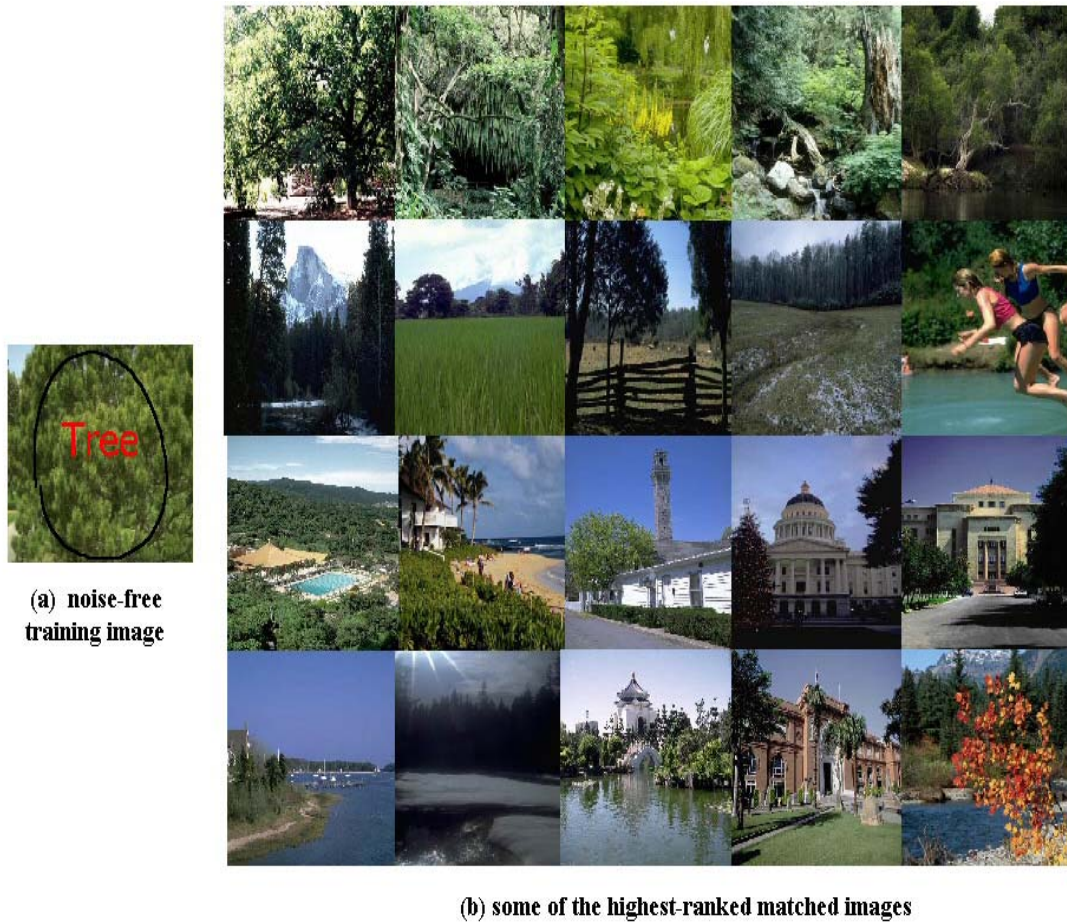 Tree
(a) noise-free
training image
(b) some of the highest-ranked matched images